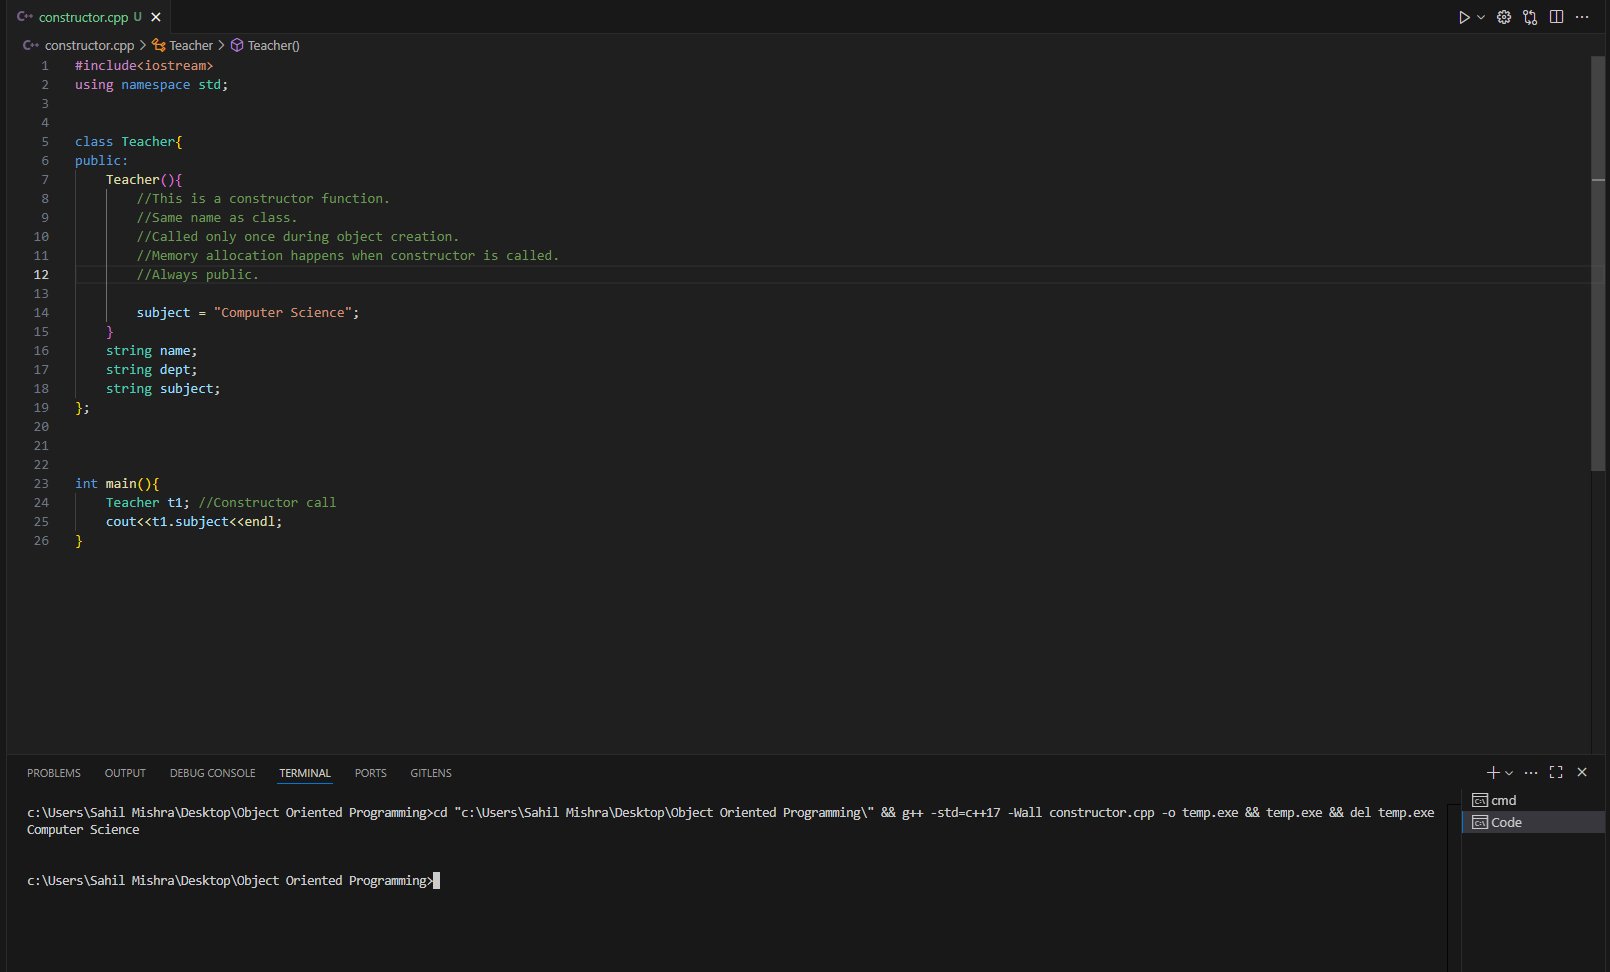 constructor.cpp U
constructor.cpp > Teacher > Teacher()
1 #include<iostream>
2 using namespace std;
3
4
5 class Teacher{
6 public:
7     Teacher(){
8         //This is a constructor function.
9         //Same name as class.
10         //Called only once during object creation.
11         //Memory allocation happens when constructor is called.
12         //Always public.
13
14         subject = "Computer Science";
15     }
16     string name;
17     string dept;
18     string subject;
19 };
20
21
22
23 int main(){
24     Teacher t1; //Constructor call
25     cout<<t1.subject<<endl;
26 }
PROBLEMS OUTPUT DEBUG CONSOLE TERMINAL PORTS GITLENS
c:\Users\Sahil Mishra\Desktop\Object Oriented Programming>cd "c:\Users\Sahil Mishra\Desktop\Object Oriented Programming\" && g++ -std=c++17 -Wall constructor.cpp -o temp.exe && temp.exe && del temp.exe
Computer Science
c:\Users\Sahil Mishra\Desktop\Object Oriented Programming>
cmd
Code